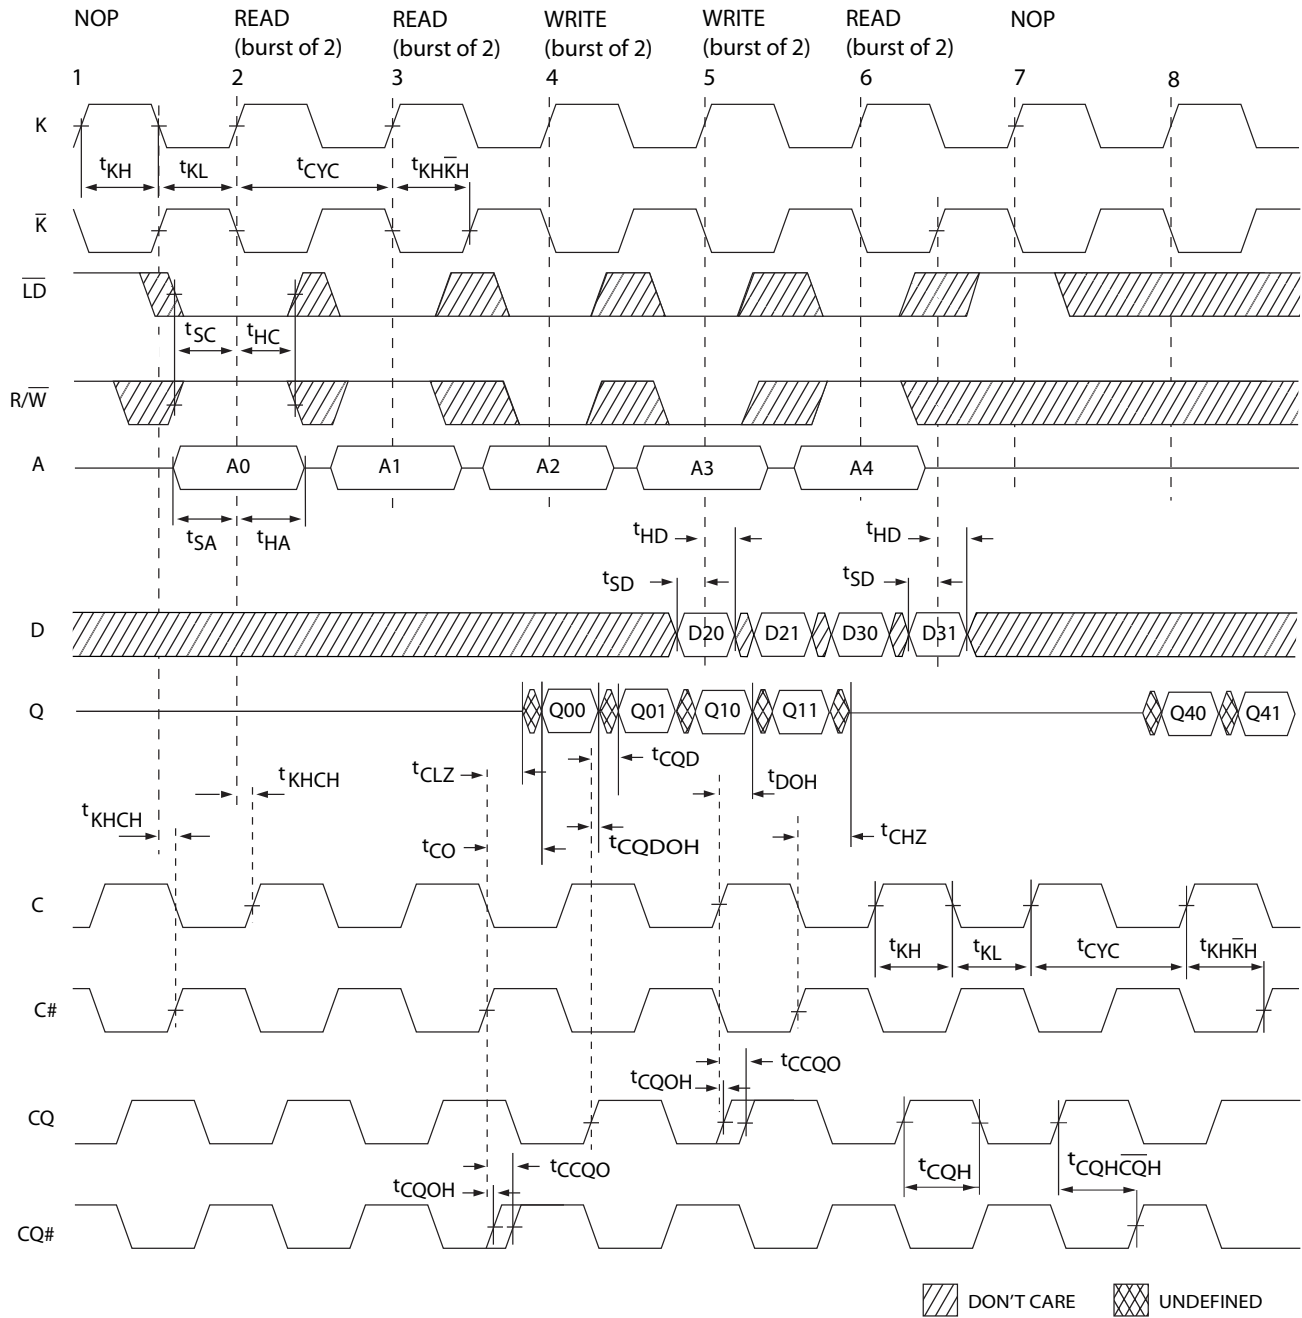 NOP READ READ WRITE WRITE READ NOP
(burst of 2) (burst of 2) (burst of 2) (burst of 2) (burst of 2)
1 2 3 4 5 6 7 8
K
tKH tKL tCYC tKHK̅H
K̅
L̅D̅
tSC tHC
R/W̅
A A0 A1 A2 A3 A4
tSA tHA tHD tHD
tSD tSD
D D20 D21 D30 D31
Q Q00 Q01 Q10 Q11 Q40 Q41
tKHCH tCLZ tCQD tDOH
tKHCH tCO tCQDOH tCHZ
C
tKH tKL tCYC tKHK̅H
C#
tCQOH tCCQO
CQ
tCCQO tCQH tCQHC̅Q̅H
tCQOH
CQ#
DON'T CARE UNDEFINED